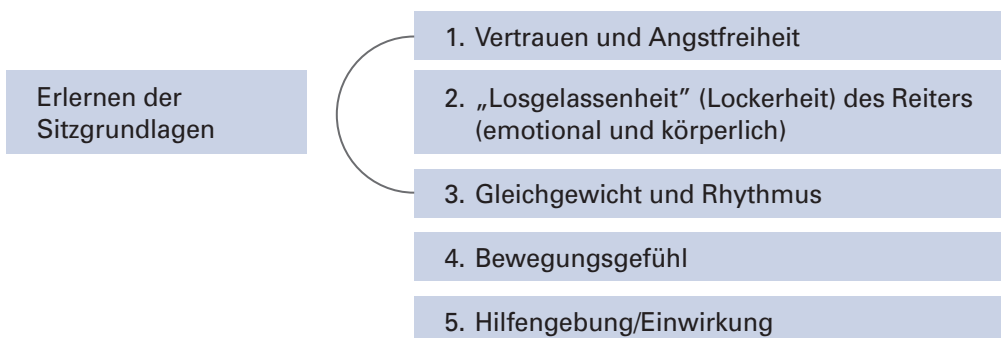 1. Vertrauen und Angstfreiheit
Erlernen der
Sitzgrundlagen
2. „Losgelassenheit” (Lockerheit) des Reiters
(emotional und körperlich)
3. Gleichgewicht und Rhythmus
4. Bewegungsgefühl
5. Hilfengebung/Einwirkung